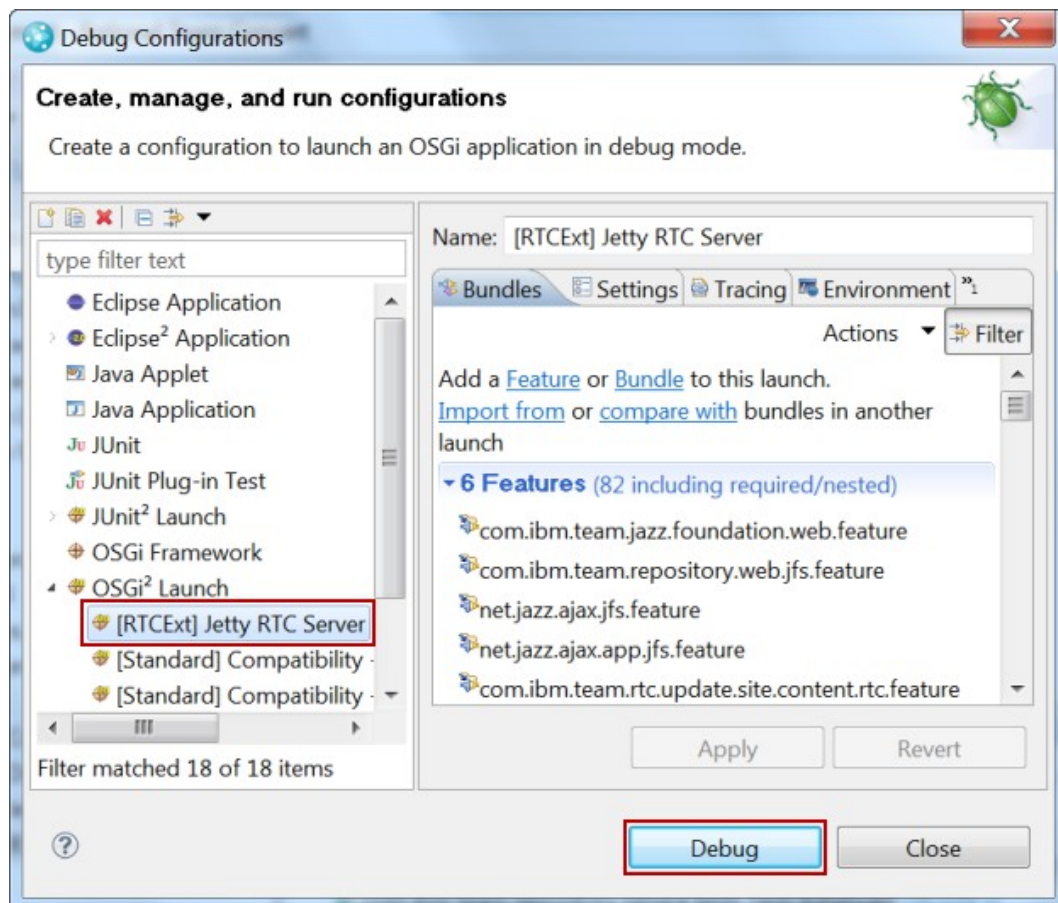 Debug Configurations
X
Create, manage, and run configurations
Create a configuration to launch an OSGi application in debug mode.
type filter text
Eclipse Application
Eclipse² Application
Java Applet
Java Application
Ju JUnit
JUnit Plug-in Test
JUnit² Launch
OSGi Framework
OSGi² Launch
[RTCExt] Jetty RTC Server
[Standard] Compatibility -
[Standard] Compatibility -
Filter matched 18 of 18 items
Name: [RTCExt] Jetty RTC Server
Bundles Settings Tracing Environment »1
Actions Filter
Add a Feature or Bundle to this launch.
Import from or compare with bundles in another
launch
6 Features (82 including required/nested)
com.ibm.team.jazz.foundation.web.feature
com.ibm.team.repository.web.jfs.feature
net.jazz.ajax.jfs.feature
net.jazz.ajax.app.jfs.feature
com.ibm.team.rtc.update.site.content.rtc.feature
Apply Revert
? Debug Close